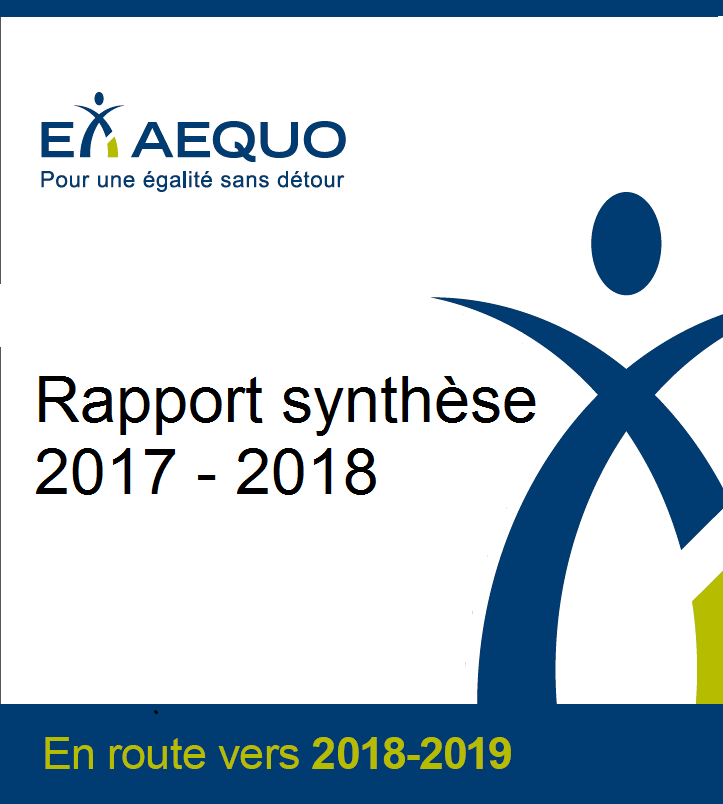 EX AEQUO
Pour une égalité sans détour
Rapport synthèse
2017 - 2018
En route vers 2018-2019